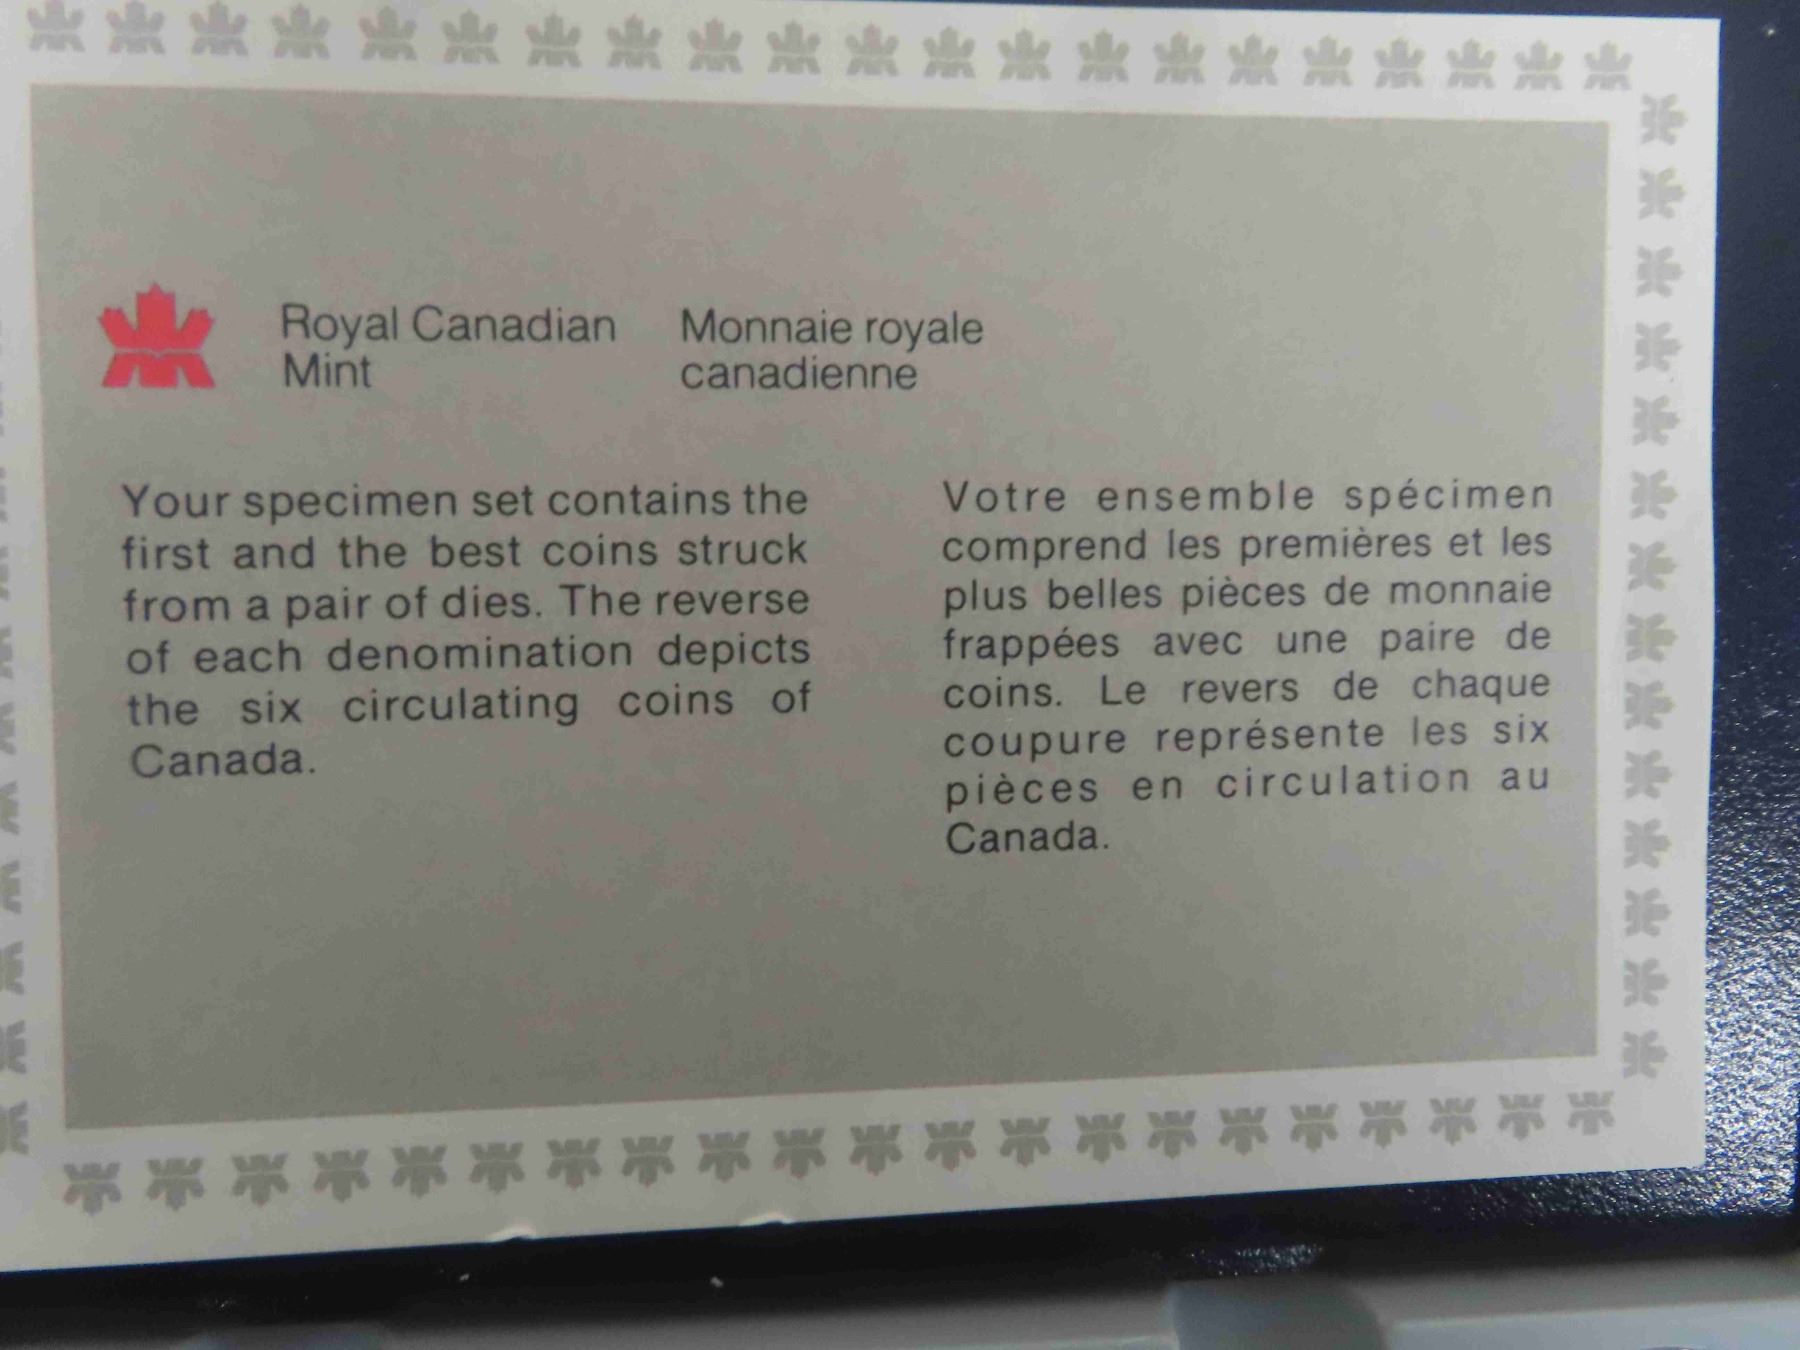 Royal Canadian
Mint
Monnaie royale
canadienne
Your specimen set contains the
first and the best coins struck
from a pair of dies. The reverse
of each denomination depicts
the six circulating coins of
Canada.
Votre ensemble spécimen
comprend les premières et les
plus belles pièces de monnaie
frappées avec une paire de
coins. Le revers de chaque
coupure représente les six
pièces en circulation au
Canada.